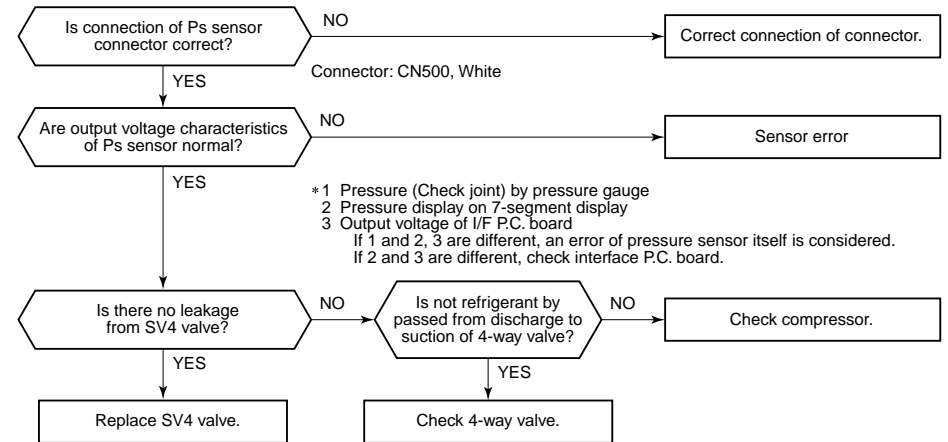 Is connection of Ps sensor
connector correct?
NO
Correct connection of connector.
YES
Connector: CN500, White
Are output voltage characteristics
of Ps sensor normal?
NO
Sensor error
YES
*1 Pressure (Check joint) by pressure gauge
2 Pressure display on 7-segment display
3 Output voltage of I/F P.C. board
If 1 and 2, 3 are different, an error of pressure sensor itself is considered.
If 2 and 3 are different, check interface P.C. board.
Is there no leakage
from SV4 valve?
NO
Is not refrigerant by
passed from discharge to
suction of 4-way valve?
NO
Check compressor.
YES
YES
Replace SV4 valve.
Check 4-way valve.